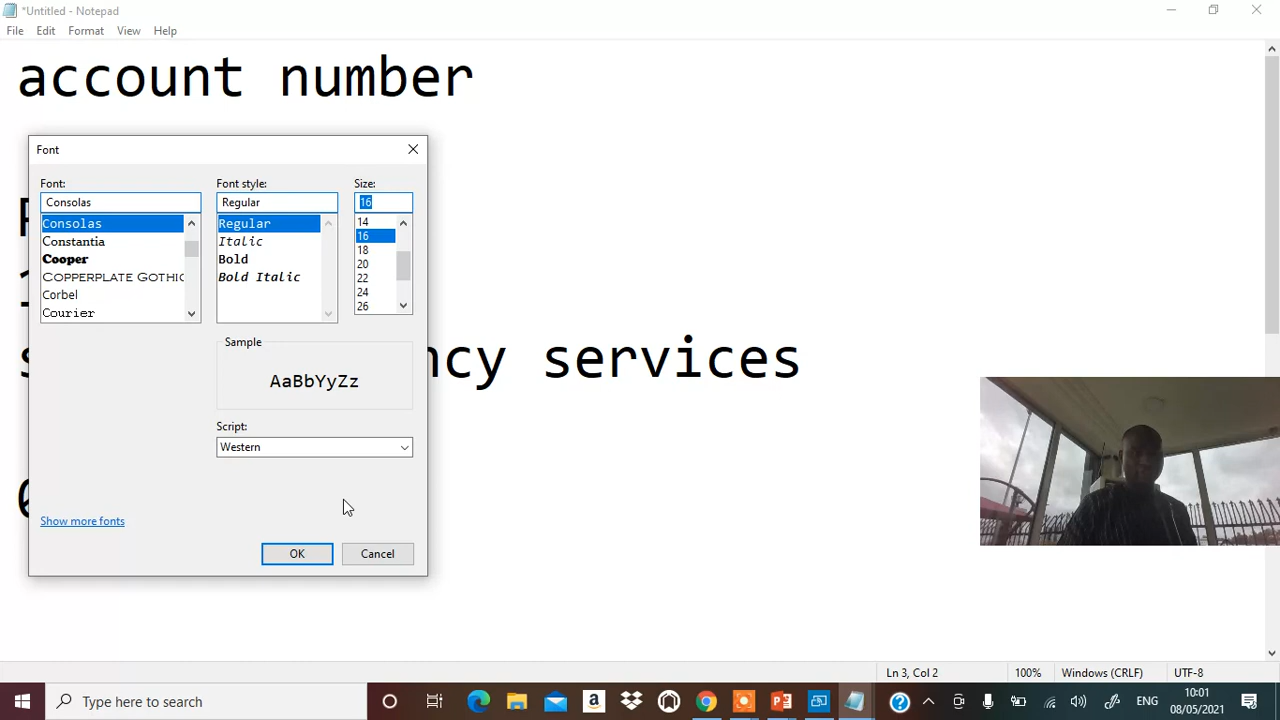 *Untitled - Notepad
File Edit Format View Help
account number
Font
Font: Font style: Size:
Consolas Regular 16
Consolas Regular 14
Constantia Italic 16
Cooper Bold 18
COPPERPLATE GOTHIC Bold Italic 20
Corbel 22
Courier 24
26
Sample
ncy services
AaBbYyZz
Script:
Western
Show more fonts
OK Cancel
Ln 3, Col 2 100% Windows (CRLF) UTF-8
Type here to search
ENG
10:01
08/05/2021